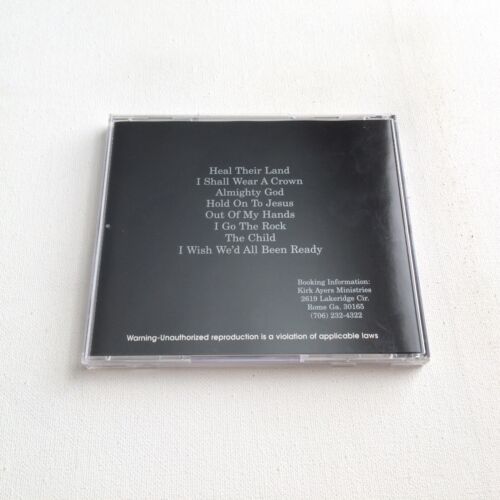 Heal Their Land
I Shall Wear A Crown
Almighty God
Hold On To Jesus
Out Of My Hands
I Go The Rock
The Child
I Wish We'd All Been Ready
Booking Information:
Kirk Ayers Ministries
2619 Lakeridge Cir.
Rome Ga. 30165
(706) 232-4322
Warning-Unauthorized reproduction is a violation of applicable laws